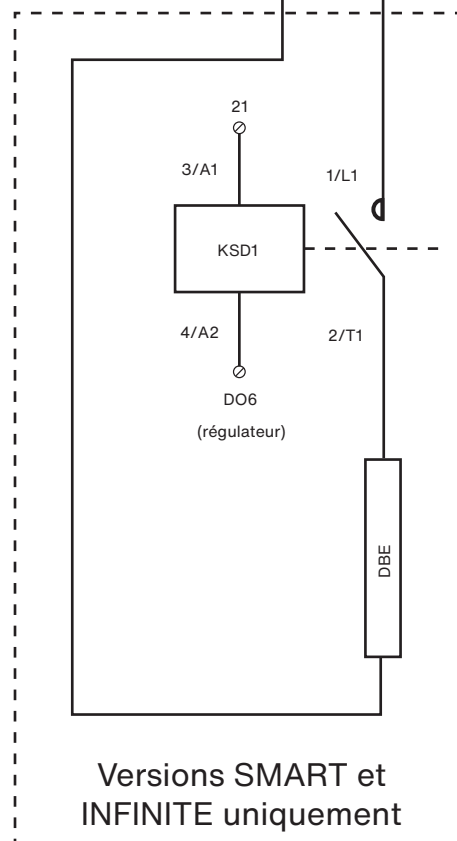 21
3/A1
1/L1
KSD1
4/A2
2/T1
DO6
(régulateur)
DBE
Versions SMART et
INFINITE uniquement